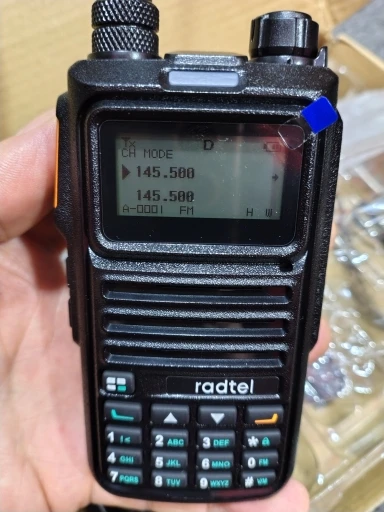 Tx D
CH MODE
145.500
145.500
A-0001 FM H W
radtel
1 2 ABC 3 DEF *
4 GHI 5 JKL 6 MNO 0 FM
7 PQRS 8 TUV 9 WXYZ #